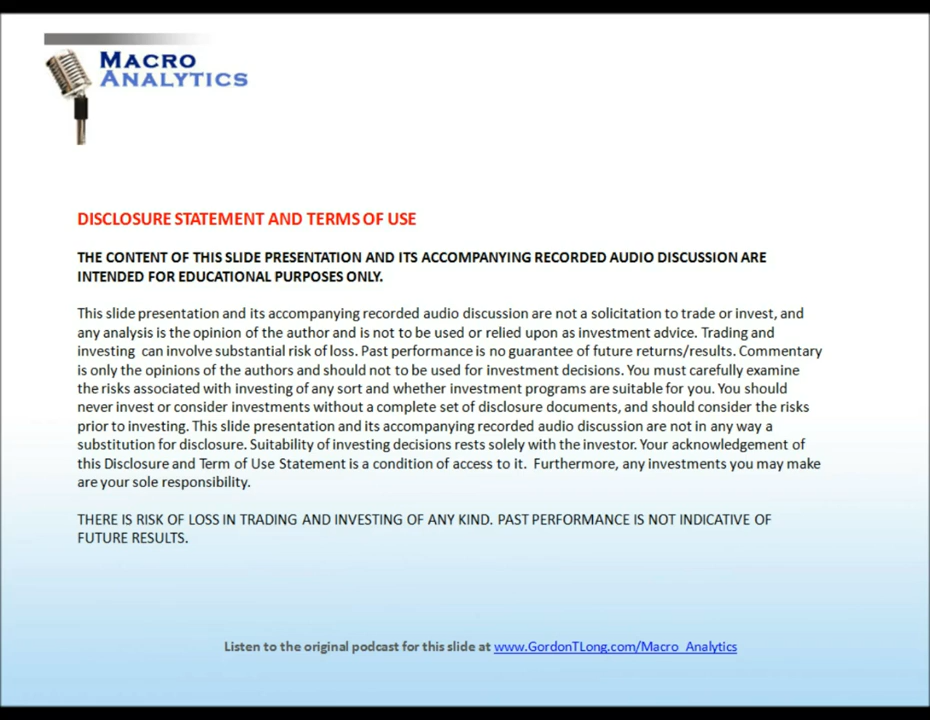 MACRO
ANALYTICS
DISCLOSURE STATEMENT AND TERMS OF USE
THE CONTENT OF THIS SLIDE PRESENTATION AND ITS ACCOMPANYING RECORDED AUDIO DISCUSSION ARE
INTENDED FOR EDUCATIONAL PURPOSES ONLY.
This slide presentation and its accompanying recorded audio discussion are not a solicitation to trade or invest, and
any analysis is the opinion of the author and is not to be used or relied upon as investment advice. Trading and
investing can involve substantial risk of loss. Past performance is no guarantee of future returns/results. Commentary
is only the opinions of the authors and should not to be used for investment decisions. You must carefully examine
the risks associated with investing of any sort and whether investment programs are suitable for you. You should
never invest or consider investments without a complete set of disclosure documents, and should consider the risks
prior to investing. This slide presentation and its accompanying recorded audio discussion are not in any way a
substitution for disclosure. Suitability of investing decisions rests solely with the investor. Your acknowledgement of
this Disclosure and Term of Use Statement is a condition of access to it. Furthermore, any investments you may make
are your sole responsibility.
THERE IS RISK OF LOSS IN TRADING AND INVESTING OF ANY KIND. PAST PERFORMANCE IS NOT INDICATIVE OF
FUTURE RESULTS.
Listen to the original podcast for this slide at www.GordonTLong.com/Macro_Analytics